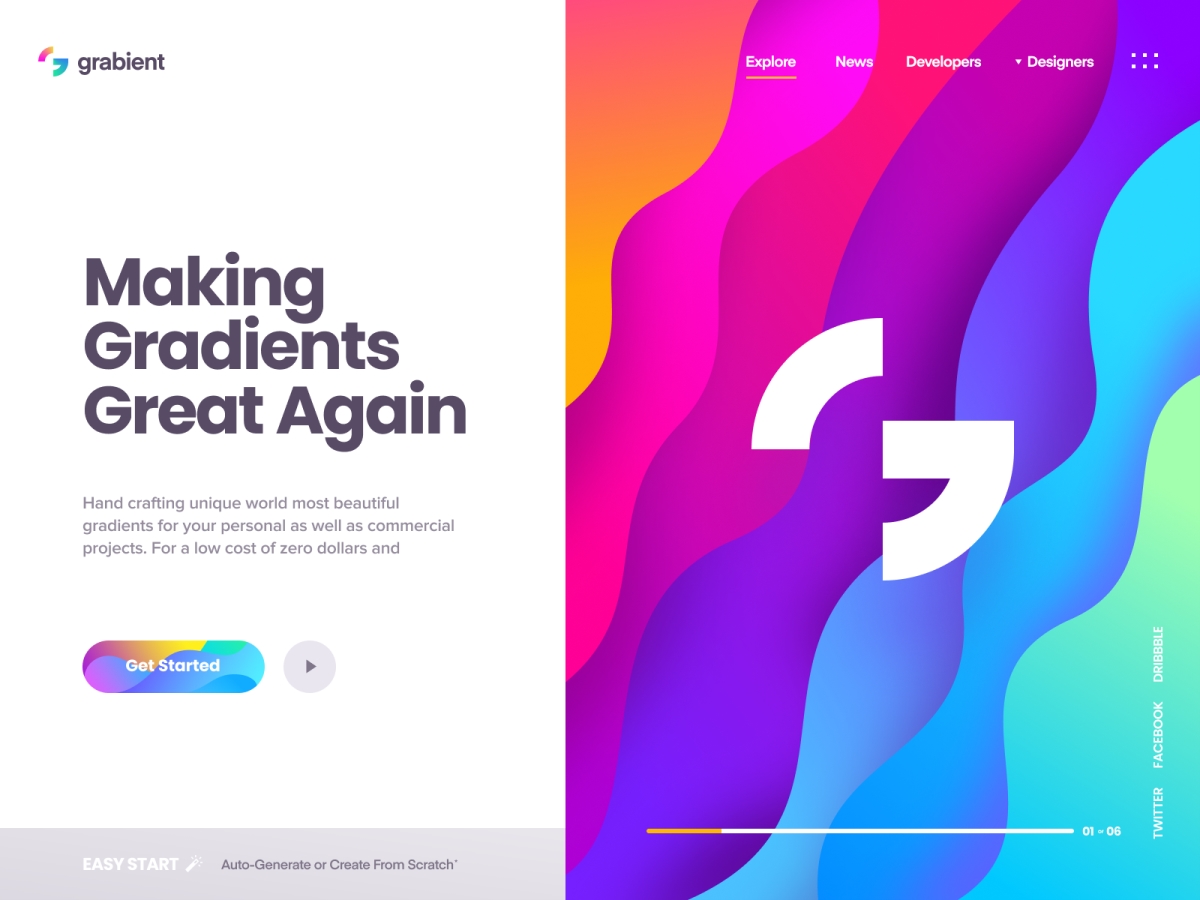 grabient
Explore
News
Developers
Designers
Making
Gradients
Great Again
Hand crafting unique world most beautiful
gradients for your personal as well as commercial
projects. For a low cost of zero dollars and
Get Started
EASY START
Auto-Generate or Create From Scratch*
01 OF 06
TWITTER
FACEBOOK
DRIBBBLE